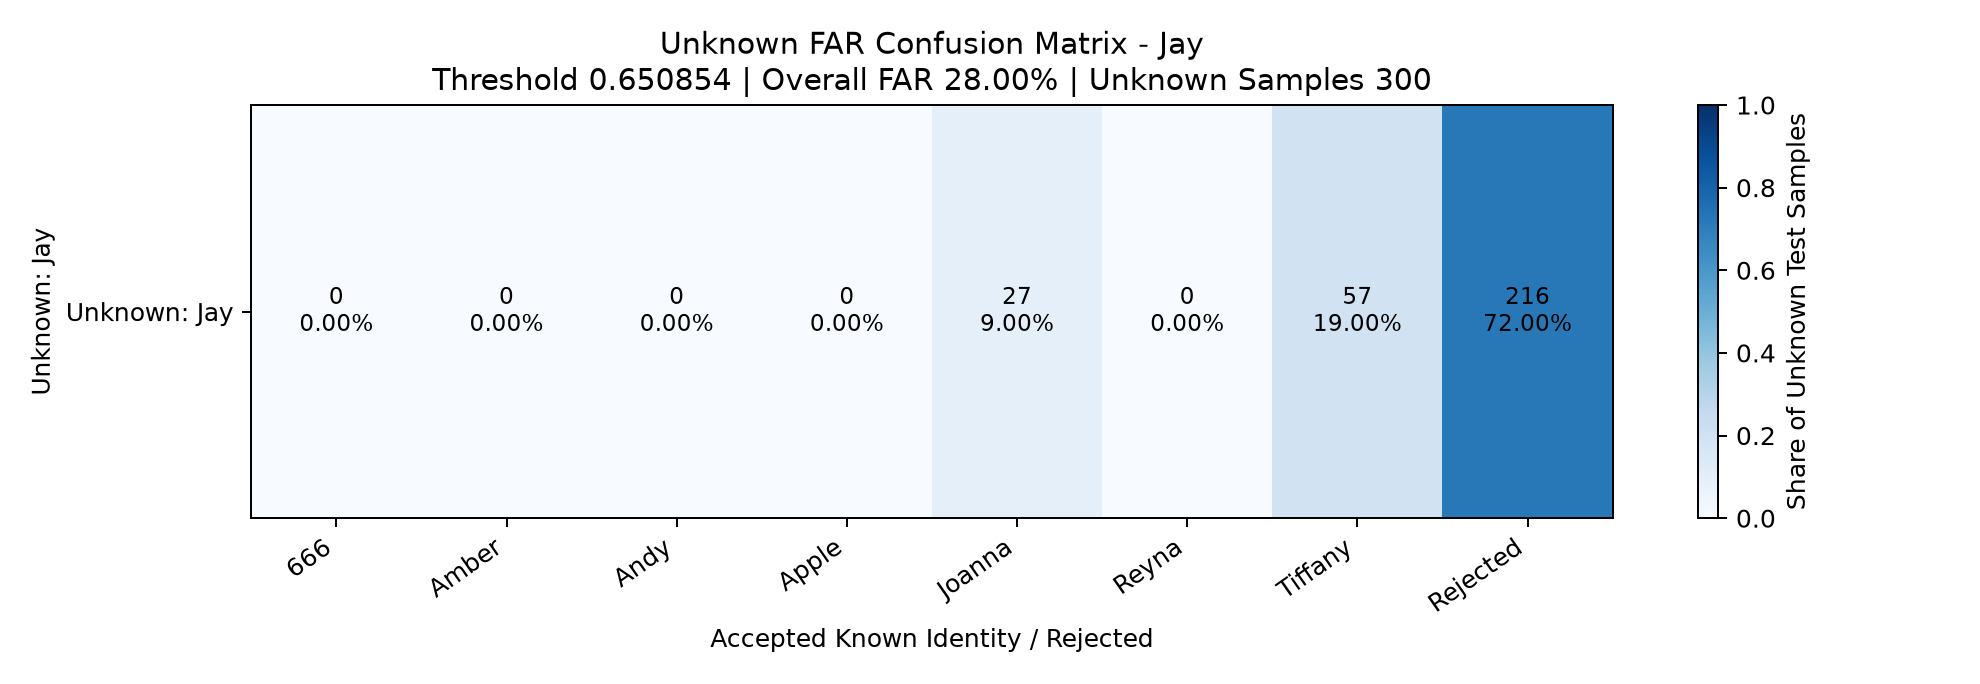 Unknown FAR Confusion Matrix - Jay
Threshold 0.650854 | Overall FAR 28.00% | Unknown Samples 300
Unknown: Jay
Unknown: Jay
0
0.00%
0
0.00%
0
0.00%
0
0.00%
27
9.00%
0
0.00%
57
19.00%
216
72.00%
666
Amber
Andy
Apple
Joanna
Reyna
Tiffany
Rejected
Accepted Known Identity / Rejected
1.0
0.8
0.6
0.4
0.2
0.0
Share of Unknown Test Samples